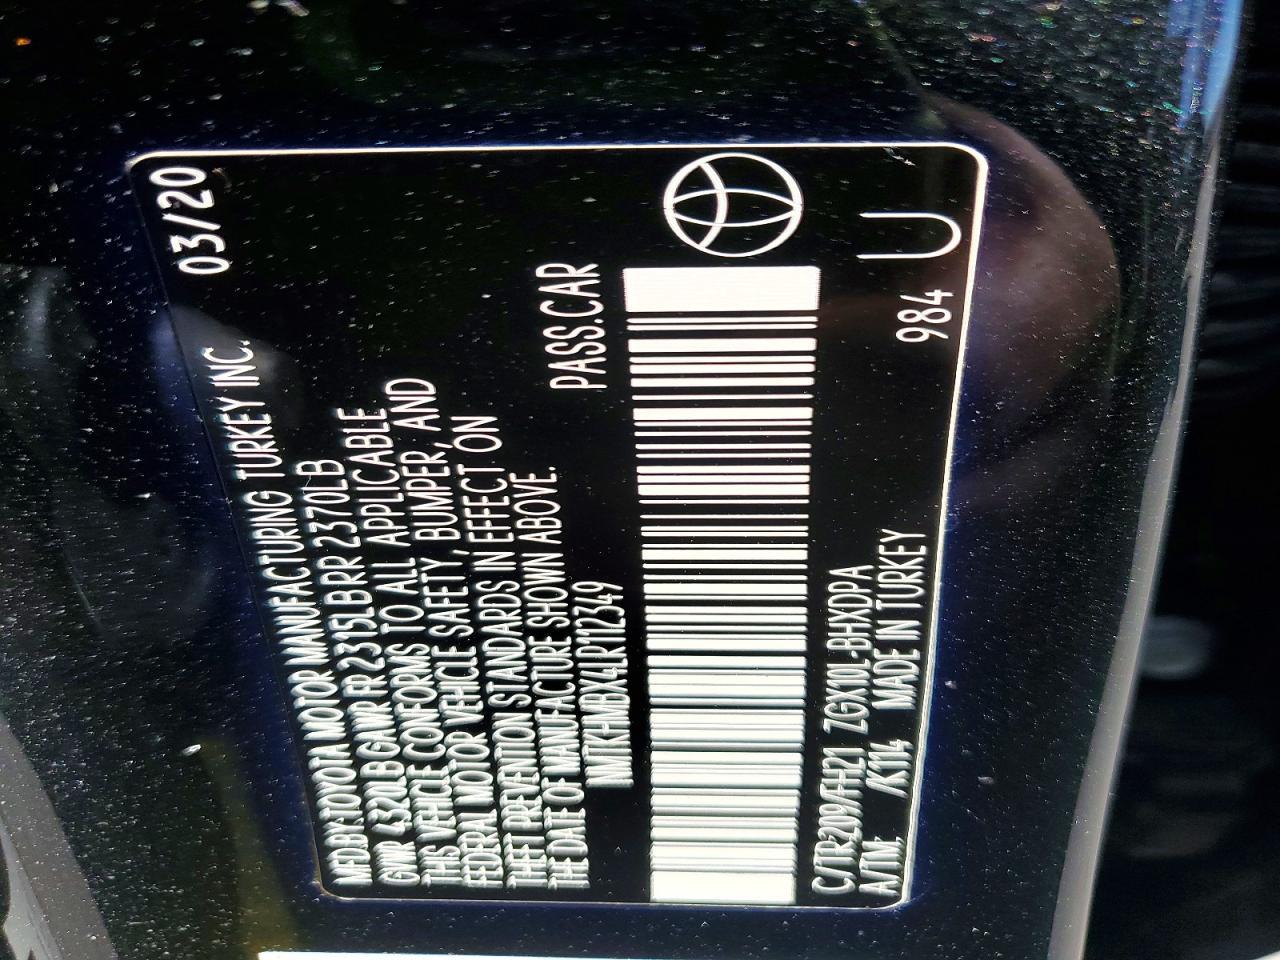 MFD.BY:TOYOTA MOTOR MANUFACTURING TURKEY INC. 03/20
GVWR 4320LB GAWR FR 2315LB RR 2370LB
THIS VEHICLE CONFORMS TO ALL APPLICABLE
FEDERAL MOTOR VEHICLE SAFETY, BUMPER, AND
THEFT PREVENTION STANDARDS IN EFFECT ON
THE DATE OF MANUFACTURE SHOWN ABOVE.
NMTKHMBX4LR112349 PASS.CAR
C/TR:209/FH21 ZGX10L-BHXDPA
A/TM: /K114 MADE IN TURKEY 984 U